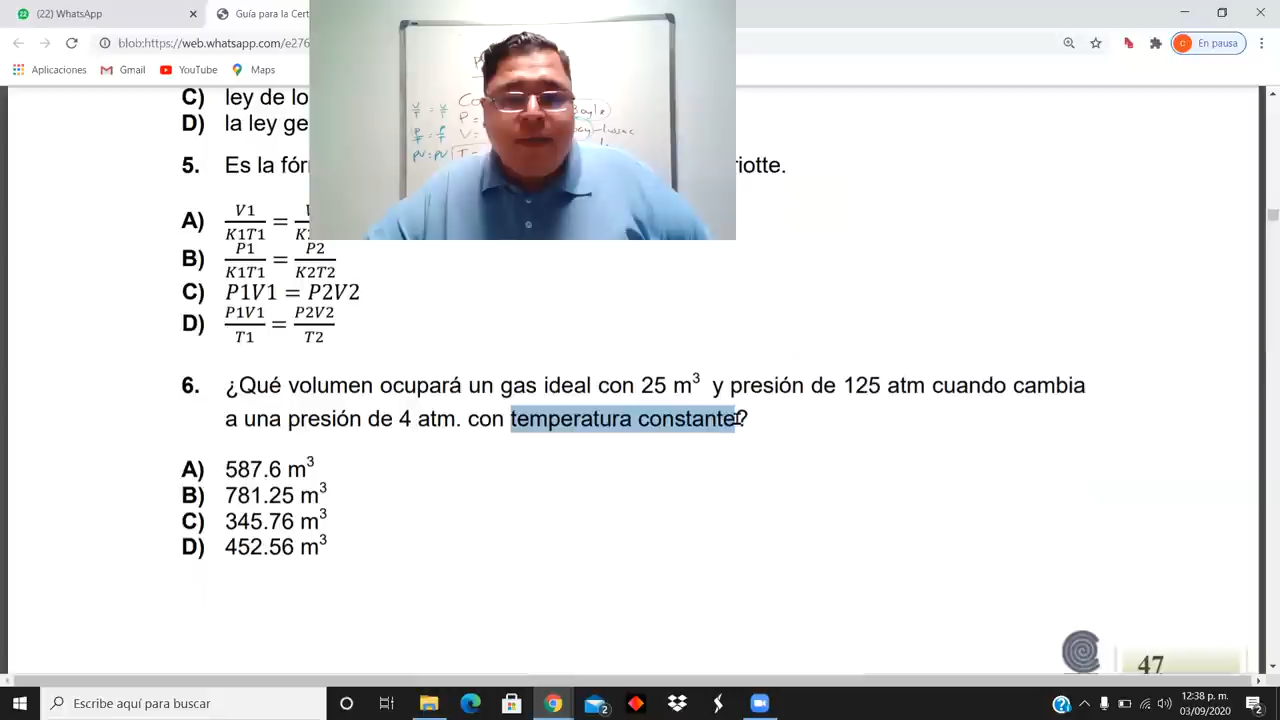 (22) WhatsApp
Guía para la Cert
blob:https://web.whatsapp.com/e276
En pausa
Aplicaciones
Gmail
YouTube
Maps
C) ley de lo
D) la ley ge
5. Es la fór
riotte.
A) V1/K1T1 =
B) P1/K1T1 = P2/K2T2
C) P1V1 = P2V2
D) P1V1/T1 = P2V2/T2
6. ¿Qué volumen ocupará un gas ideal con 25 m³ y presión de 125 atm cuando cambia
a una presión de 4 atm. con temperatura constante?
A) 587.6 m³
B) 781.25 m³
C) 345.76 m³
D) 452.56 m³
47
Escribe aquí para buscar
12:38 p. m.
03/09/2020